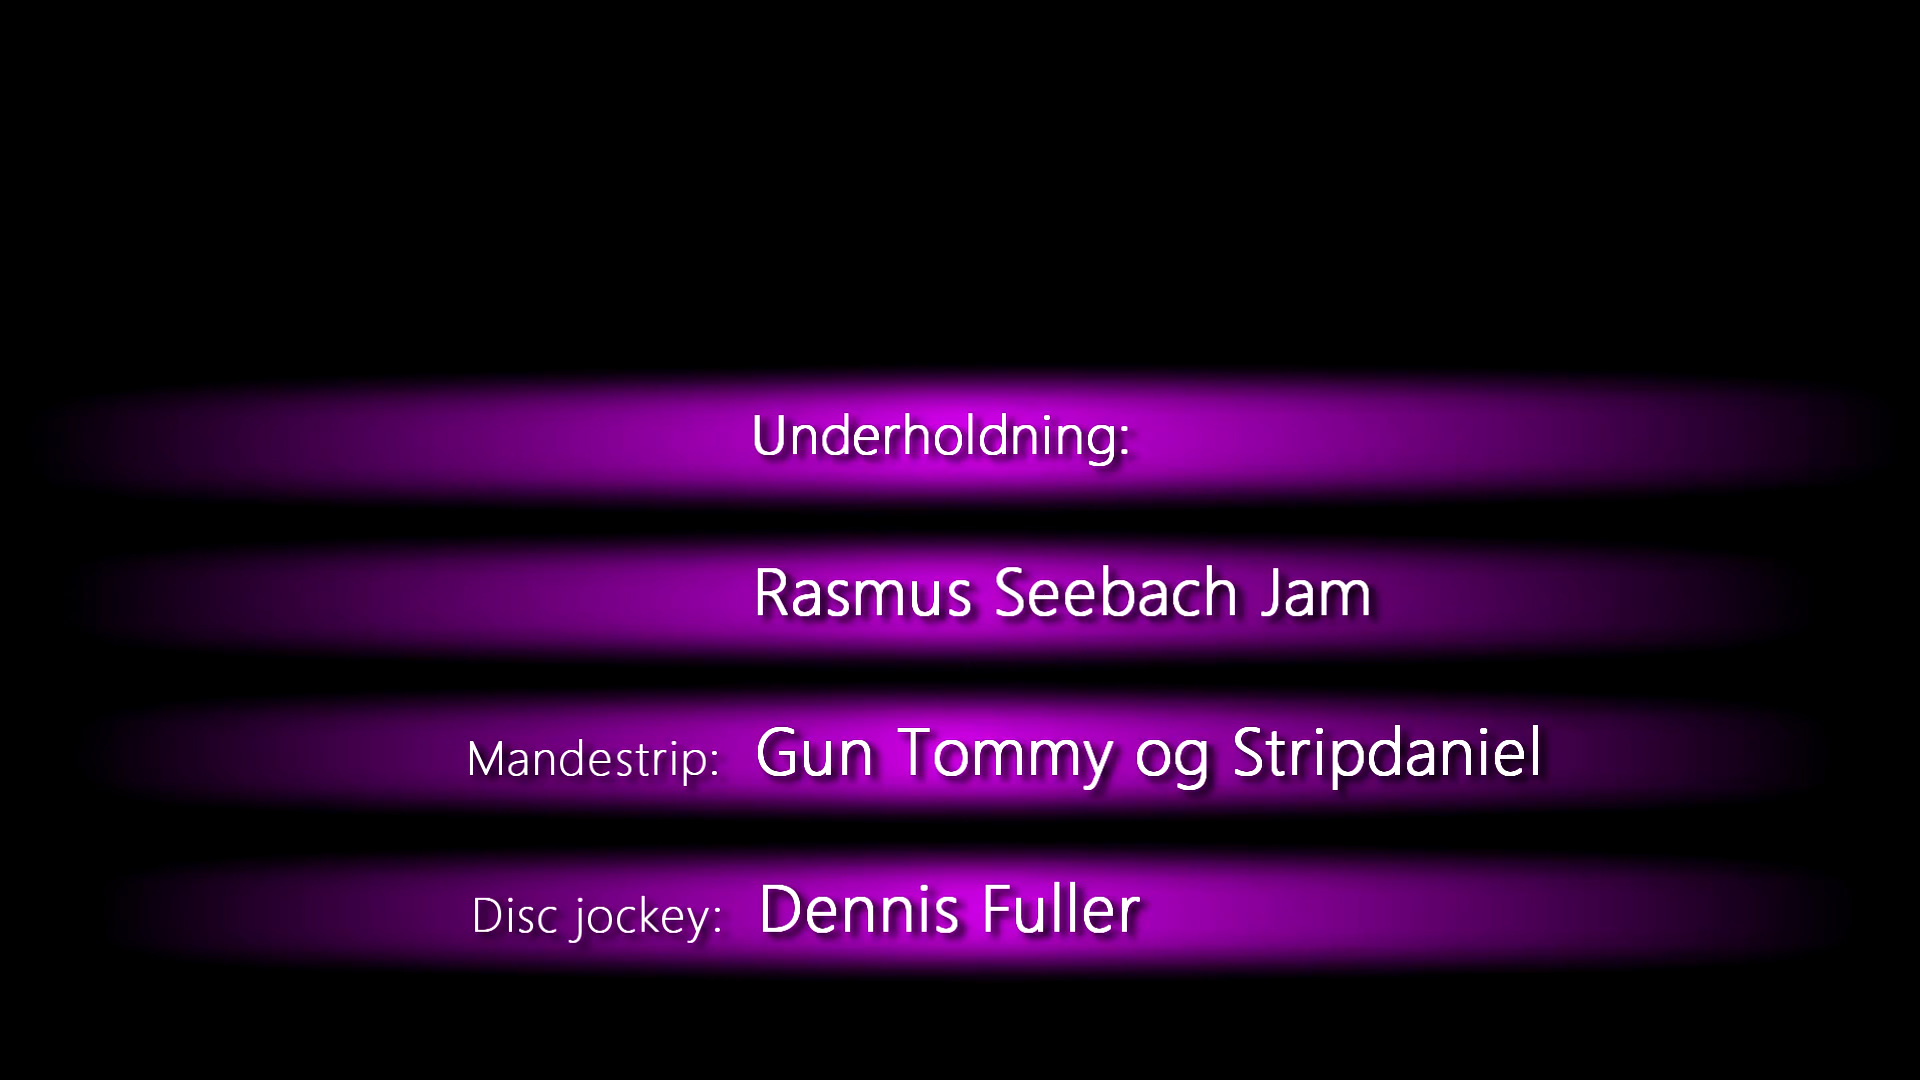 Underholdning:
Rasmus Seebach Jam
Mandestrip: Gun Tommy og Stripdaniel
Disc jockey: Dennis Fuller